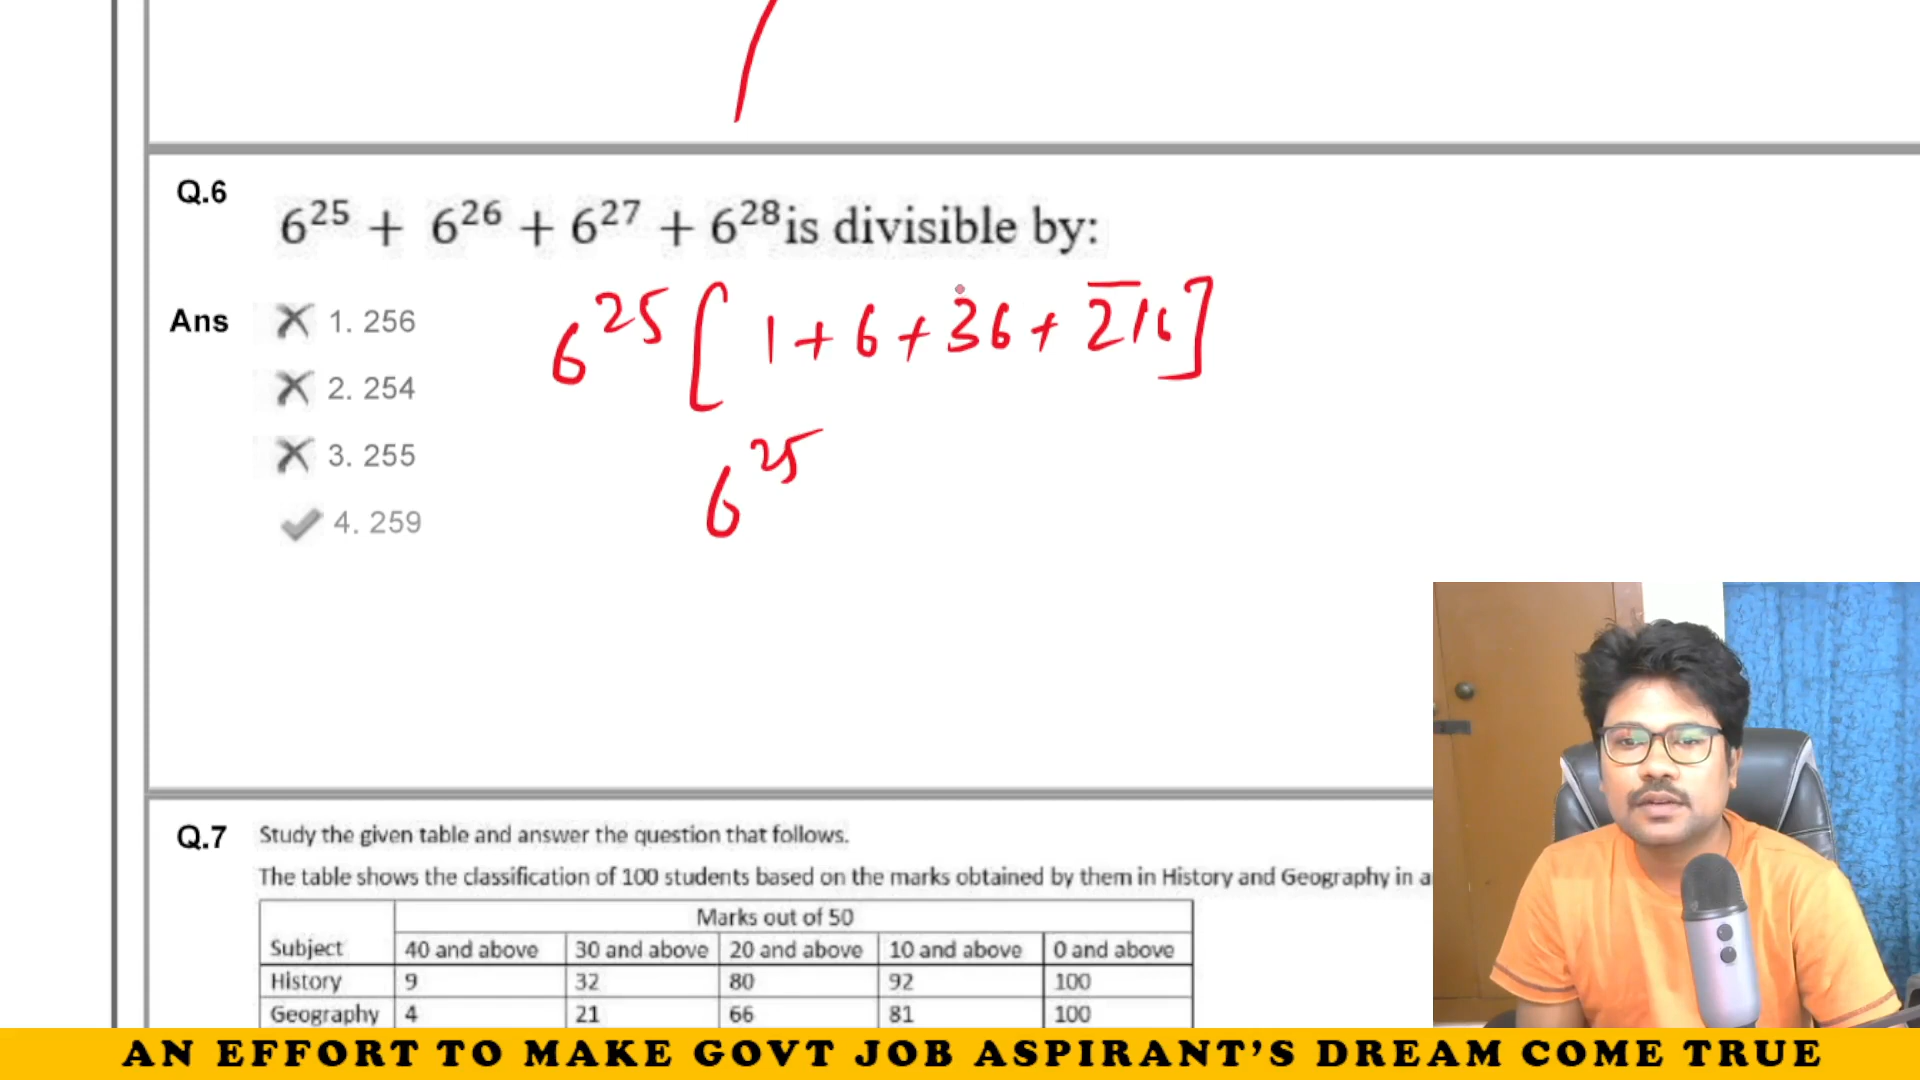 Q.6
6²⁵ + 6²⁶ + 6²⁷ + 6²⁸ is divisible by:
Ans
1. 256
2. 254
3. 255
4. 259
6²⁵ [ 1 + 6 + 36 + 216 ]
6²⁵
Q.7 Study the given table and answer the question that follows.
The table shows the classification of 100 students based on the marks obtained by them in History and Geography in a
Marks out of 50
Subject 40 and above 30 and above 20 and above 10 and above 0 and above
History 9 32 80 92 100
Geography 4 21 66 81 100
AN EFFORT TO MAKE GOVT JOB ASPIRANT’S DREAM COME TRUE